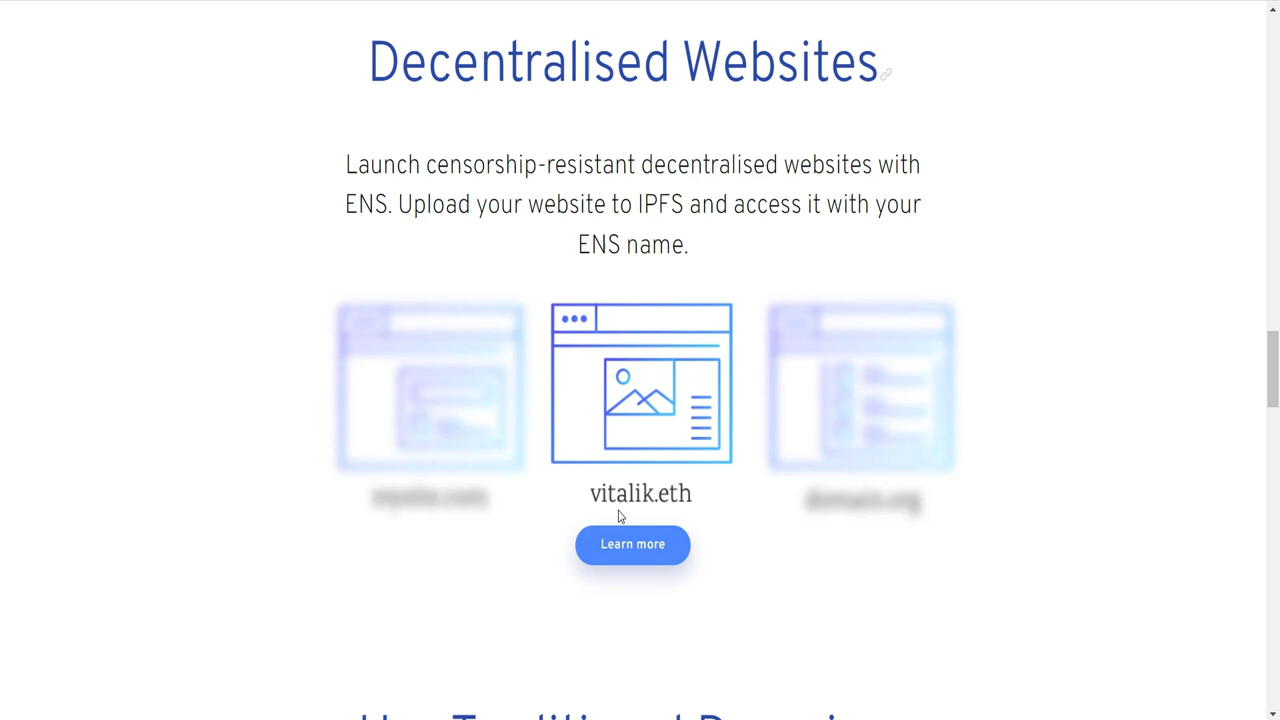 Decentralised Websites
Launch censorship-resistant decentralised websites with
ENS. Upload your website to IPFS and access it with your
ENS name.
vitalik.eth
Learn more